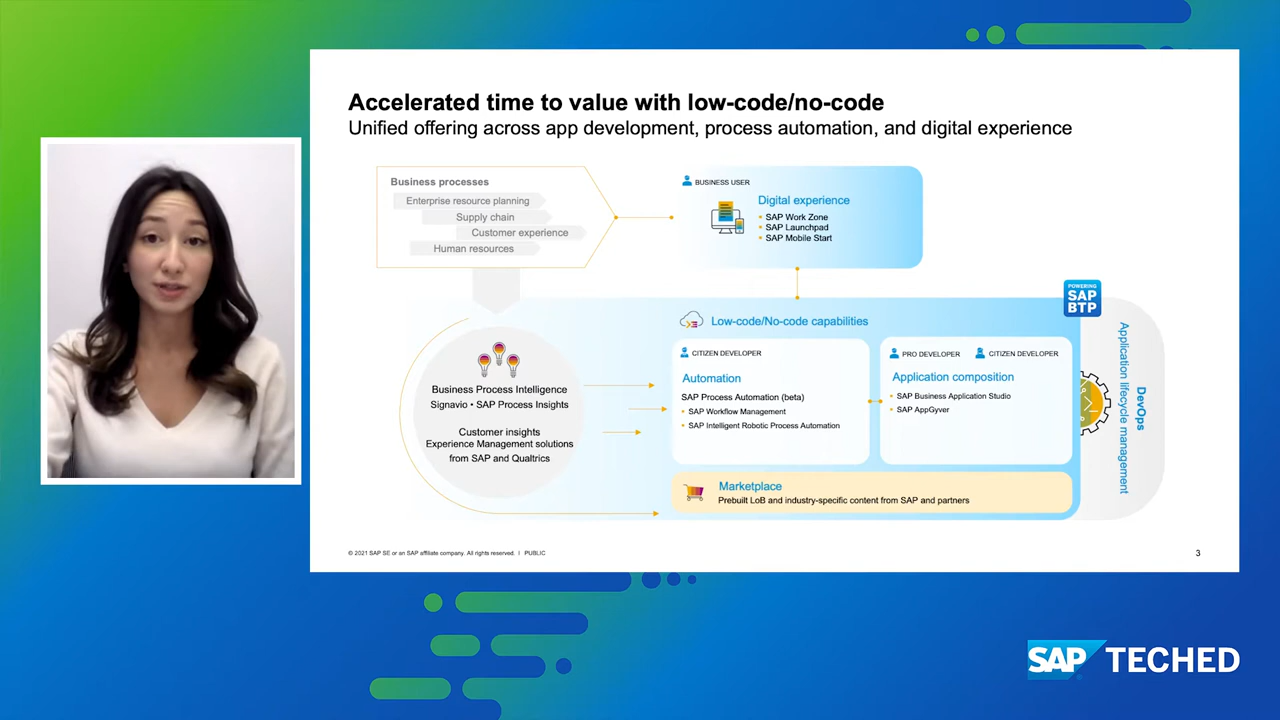 Accelerated time to value with low-code/no-code
Unified offering across app development, process automation, and digital experience
Business processes
Enterprise resource planning
Supply chain
Customer experience
Human resources
BUSINESS USER
Digital experience
• SAP Work Zone
• SAP Launchpad
• SAP Mobile Start
POWERING
SAP
BTP
Low-code/No-code capabilities
Business Process Intelligence
Signavio • SAP Process Insights
Customer insights
Experience Management solutions
from SAP and Qualtrics
CITIZEN DEVELOPER
Automation
SAP Process Automation (beta)
• SAP Workflow Management
• SAP Intelligent Robotic Process Automation
PRO DEVELOPER CITIZEN DEVELOPER
Application composition
• SAP Business Application Studio
• SAP AppGyver
DevOps
Application lifecycle management
Marketplace
Prebuilt LoB and industry-specific content from SAP and partners
© 2021 SAP SE or an SAP affiliate company. All rights reserved. | PUBLIC
3
SAP TECHED